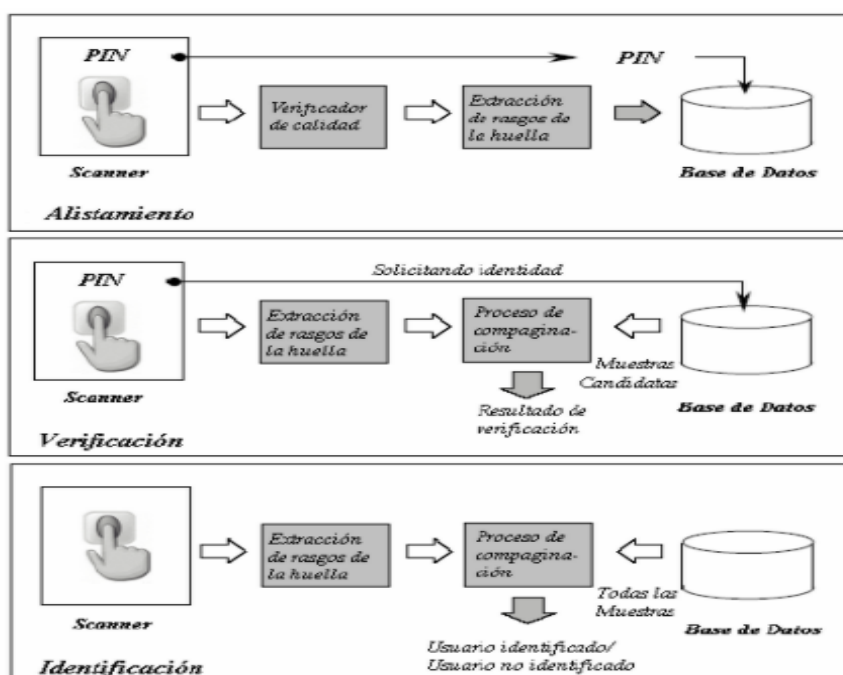 PIN
PIN
Verificador
de calidad
Extracción
de rasgos de
la huella
Scanner
Base de Datos
Alistamiento
PIN
Solicitando identidad
Extracción
de rasgos de
la huella
Proceso de
compagina-
ción
Muestras
Candidatas
Scanner
Resultado de
verificación
Base de Datos
Verificación
Extracción
de rasgos de
la huella
Proceso de
compagina-
ción
Todas las
Muestras
Scanner
Base de Datos
Usuario identificado/
Usuario no identificado
Identificación